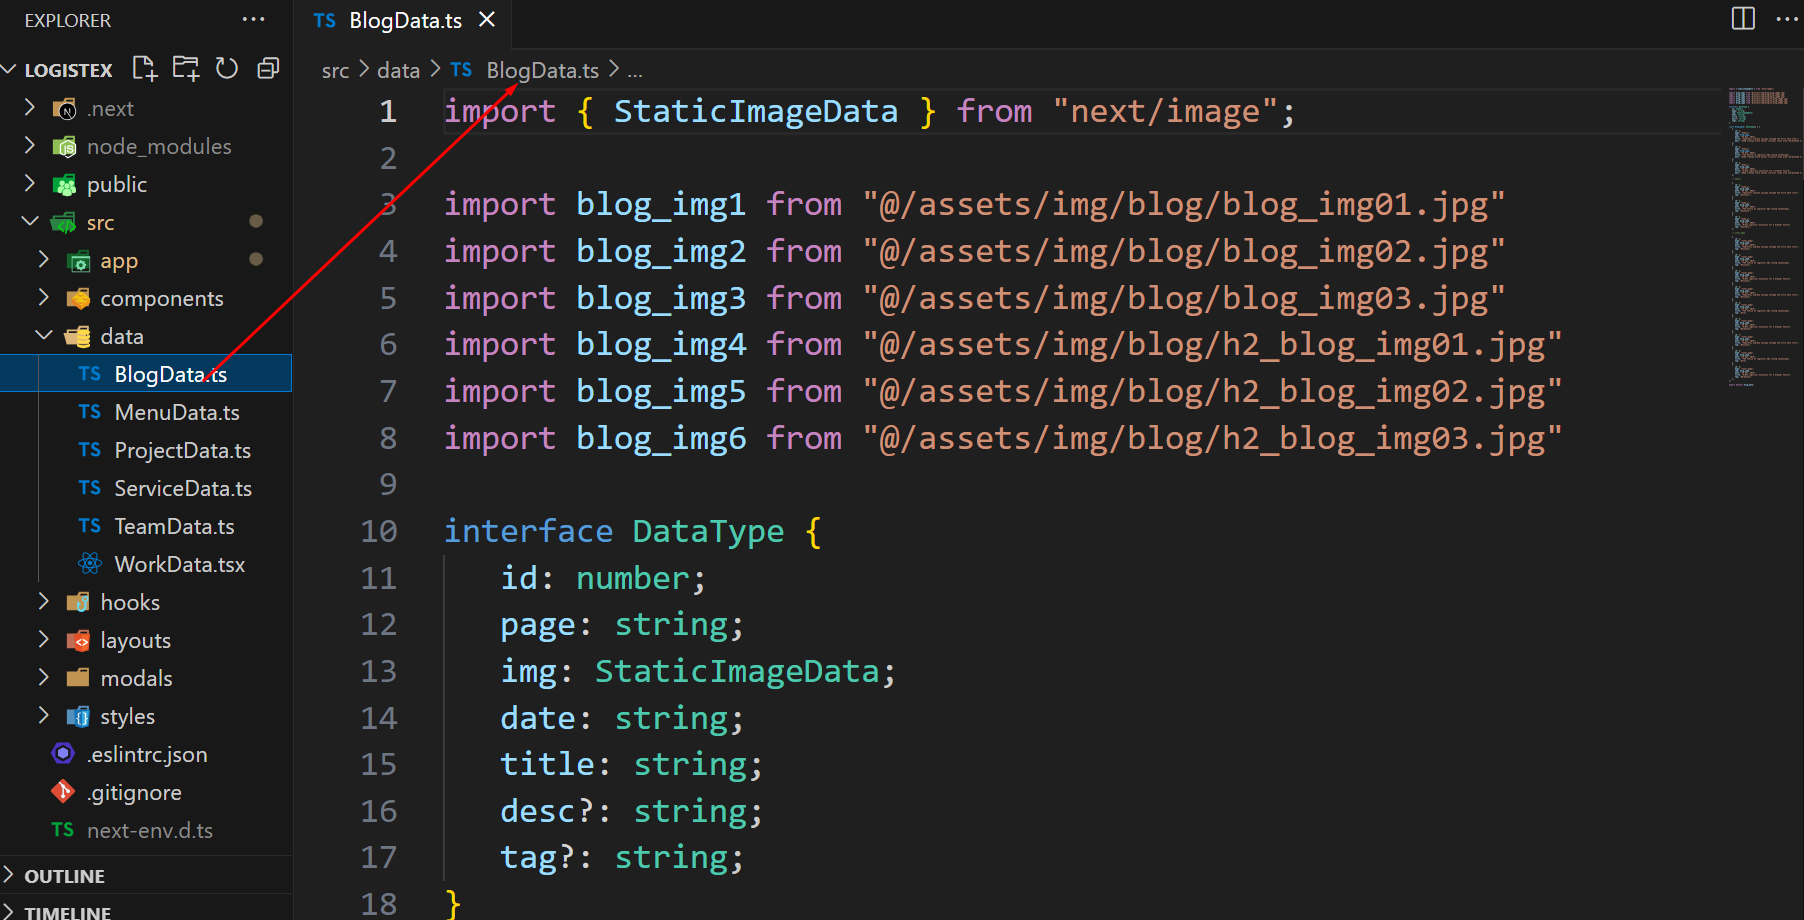 EXPLORER ...
LOGISTEX
.next
node_modules
public
src
app
components
data
TS BlogData.ts
TS MenuData.ts
TS ProjectData.ts
TS ServiceData.ts
TS TeamData.ts
WorkData.tsx
hooks
layouts
modals
styles
.eslintrc.json
.gitignore
TS next-env.d.ts
OUTLINE
TIMELINE
TS BlogData.ts
src > data > TS BlogData.ts > ...
1 import { StaticImageData } from "next/image";
2
3 import blog_img1 from "@/assets/img/blog/blog_img01.jpg"
4 import blog_img2 from "@/assets/img/blog/blog_img02.jpg"
5 import blog_img3 from "@/assets/img/blog/blog_img03.jpg"
6 import blog_img4 from "@/assets/img/blog/h2_blog_img01.jpg"
7 import blog_img5 from "@/assets/img/blog/h2_blog_img02.jpg"
8 import blog_img6 from "@/assets/img/blog/h2_blog_img03.jpg"
9
10 interface DataType {
11 id: number;
12 page: string;
13 img: StaticImageData;
14 date: string;
15 title: string;
16 desc?: string;
17 tag?: string;
18 }